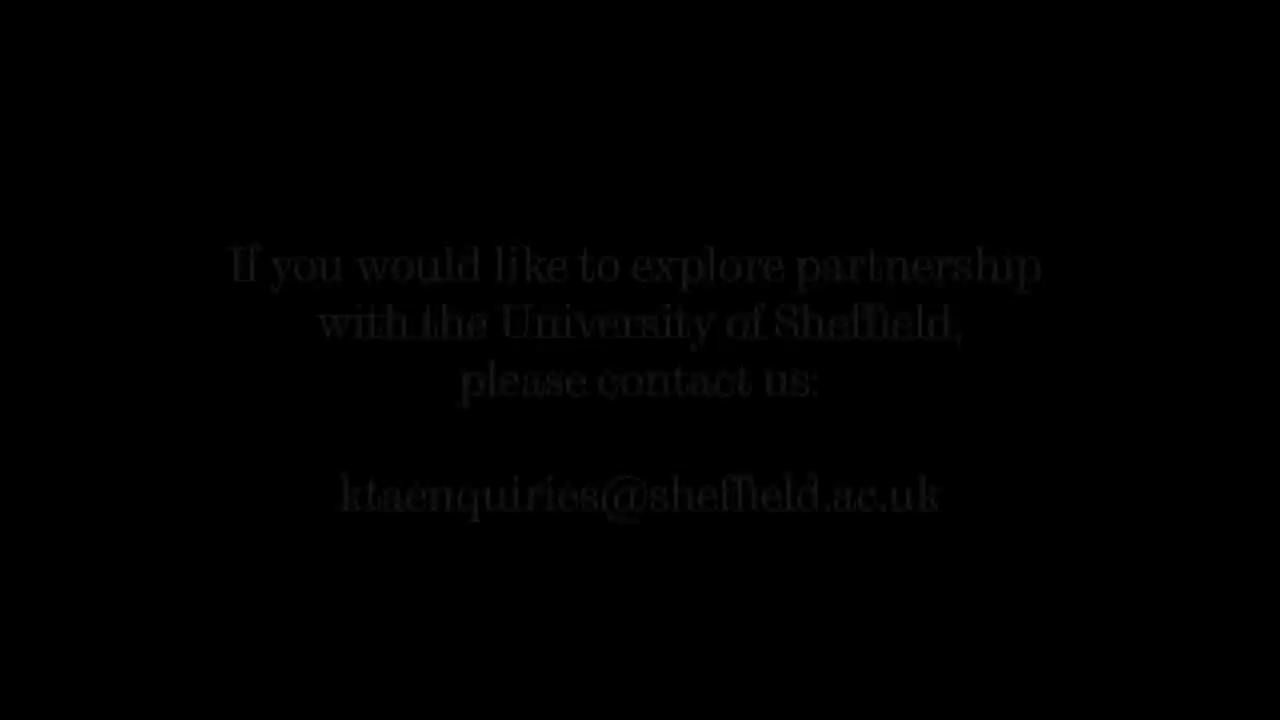 If you would like to explore partnership
with the University of Sheffield,
please contact us:
ktaenquiries@sheffield.ac.uk